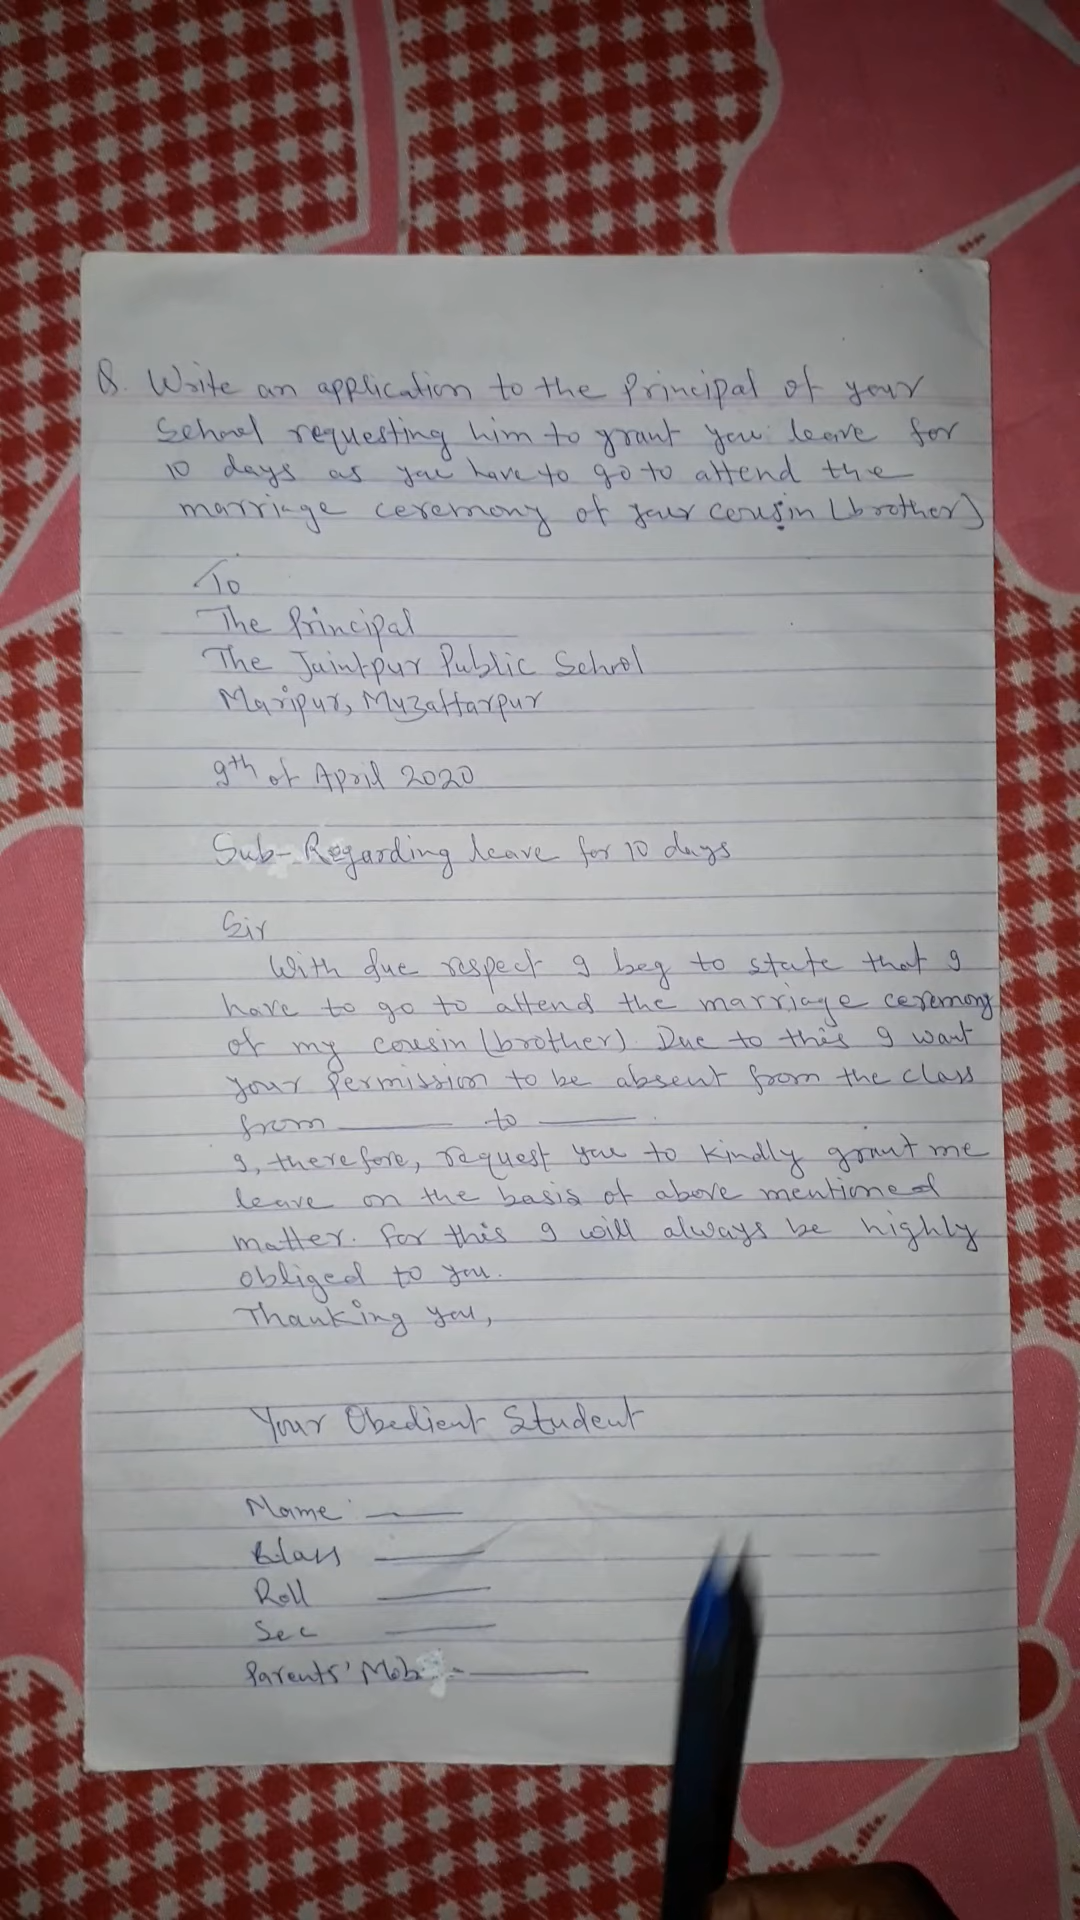 Q. Write an application to the Principal of your
School requesting him to grant you leave for
10 days as you have to go to attend the
marriage ceremony of your cousin (brother)
To
The Principal
The Jaintpur Public School
Maripur, Muzaffarpur
9th of April 2020
Sub- Regarding leave for 10 days
Sir
With due respect I beg to state that I
have to go to attend the marriage ceremony
of my cousin (brother). Due to this I want
your permission to be absent from the class
from ——— to ———.
I, therefore, request you to kindly grant me
leave on the basis of above mentioned
matter. For this I will always be highly
obliged to you.
Thanking you,
Your Obedient Student
Name: ———
Class ———
Roll ———
Sec ———
Parents' Mob :- ———